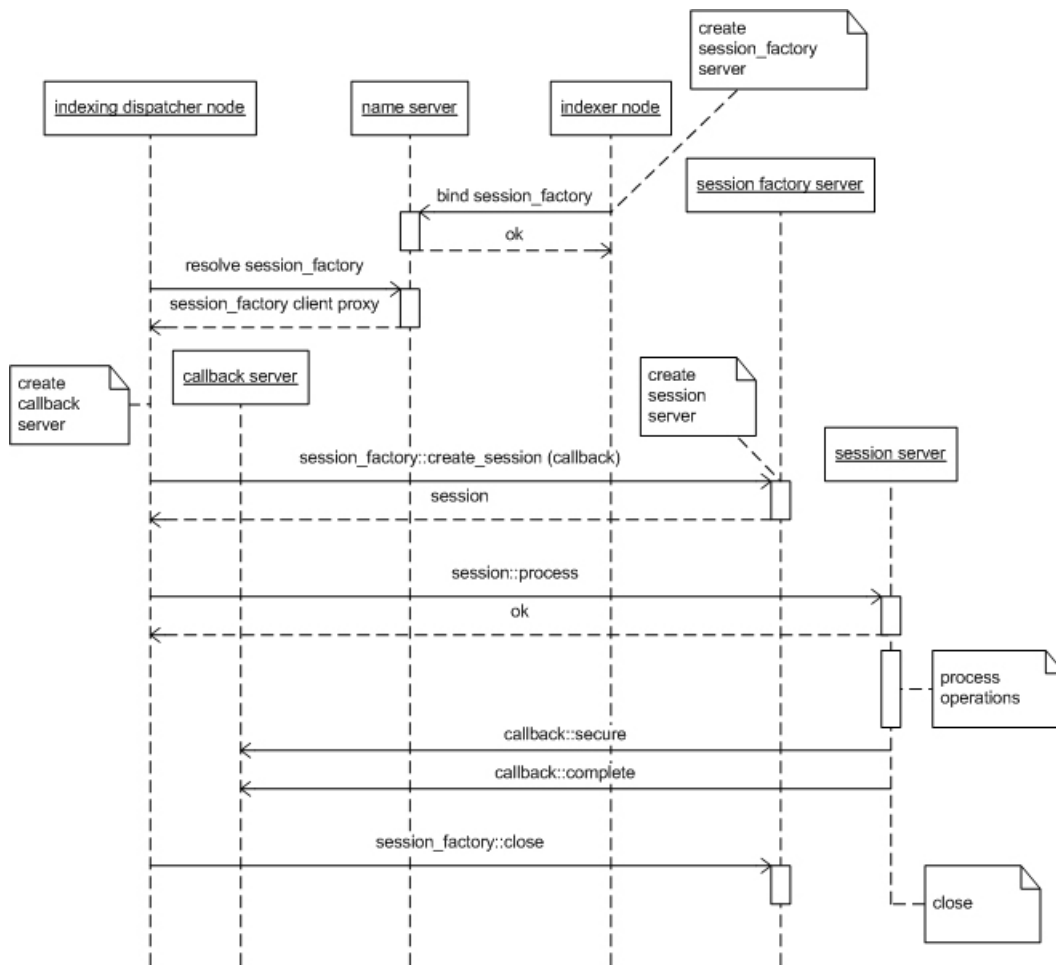 create
session_factory
server
indexing dispatcher node
name server
indexer node
session factory server
bind session_factory
ok
resolve session_factory
session_factory client proxy
create
callback
server
callback server
create
session
server
session server
session_factory::create_session (callback)
session
session::process
ok
process
operations
callback::secure
callback::complete
session_factory::close
close